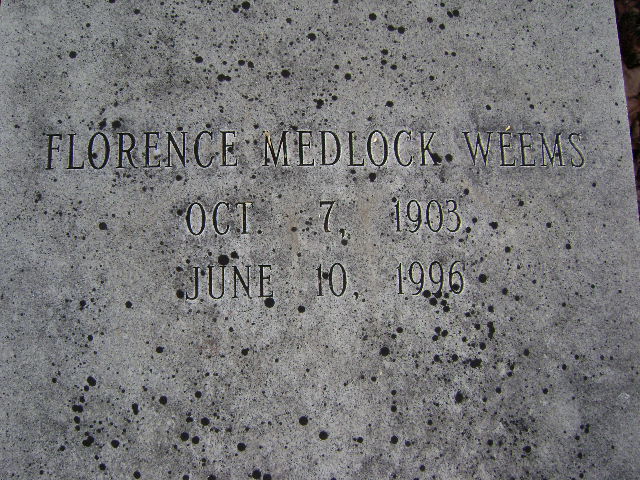 FLORENCE MEDLOCK WEEMS
OCT. 7, 1903
JUNE 10, 1996